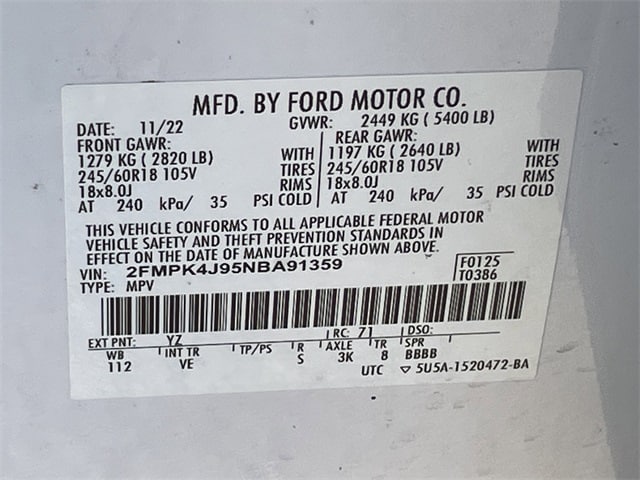 MFD. BY FORD MOTOR CO.
DATE: 11/22 GVWR: 2449 KG ( 5400 LB)
FRONT GAWR: REAR GAWR:
1279 KG ( 2820 LB) WITH 1197 KG ( 2640 LB) WITH
245/60R18 105V TIRES 245/60R18 105V TIRES
18x8.0J RIMS 18x8.0J RIMS
AT 240 kPa/ 35 PSI COLD AT 240 kPa/ 35 PSI COLD
THIS VEHICLE CONFORMS TO ALL APPLICABLE FEDERAL MOTOR
VEHICLE SAFETY AND THEFT PREVENTION STANDARDS IN
EFFECT ON THE DATE OF MANUFACTURE SHOWN ABOVE.
VIN: 2FMPK4J95NBA91359 F0125
TYPE: MPV T0386
EXT PNT: YZ RC: 71 DSO:
WB INT TR TP/PS R AXLE TR SPR
112 VE S 3K 8 BBBB
UTC ▽ 5U5A-1520472-BA